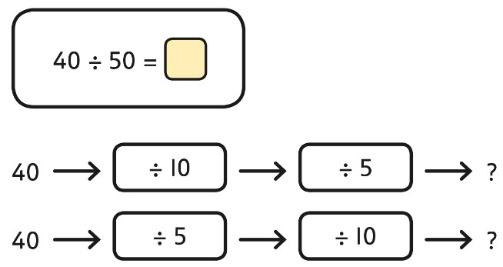 40 ÷ 50 =
40 → ÷ 10 → ÷ 5 → ?
40 → ÷ 5 → ÷ 10 → ?